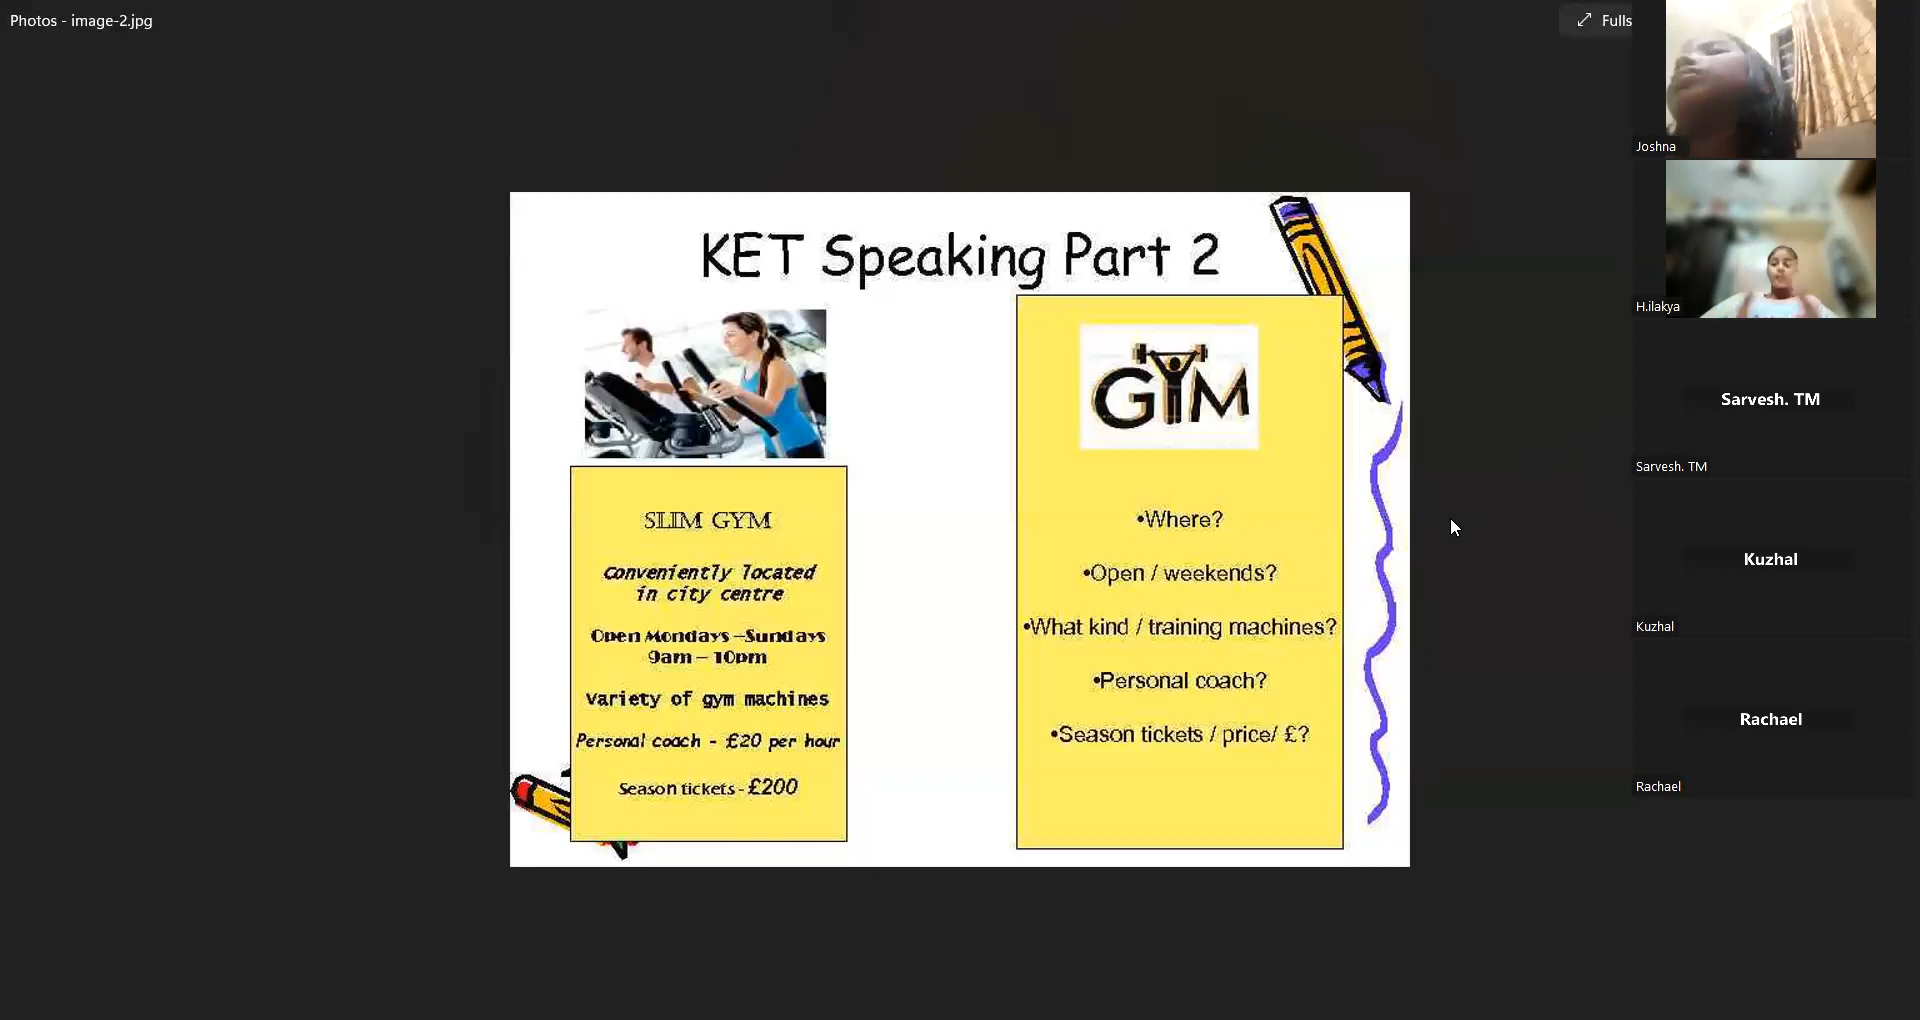 Photos - image-2.jpg
Fulls
KET Speaking Part 2
SLIM GYM
Conveniently located
in city centre
Open Mondays –Sundays
9am – 10pm
Variety of gym machines
Personal coach - £20 per hour
Season tickets - £200
GYM
•Where?
•Open / weekends?
•What kind / training machines?
•Personal coach?
•Season tickets / price/ £?
Joshna
H.ilakya
Sarvesh. TM
Sarvesh. TM
Kuzhal
Kuzhal
Rachael
Rachael